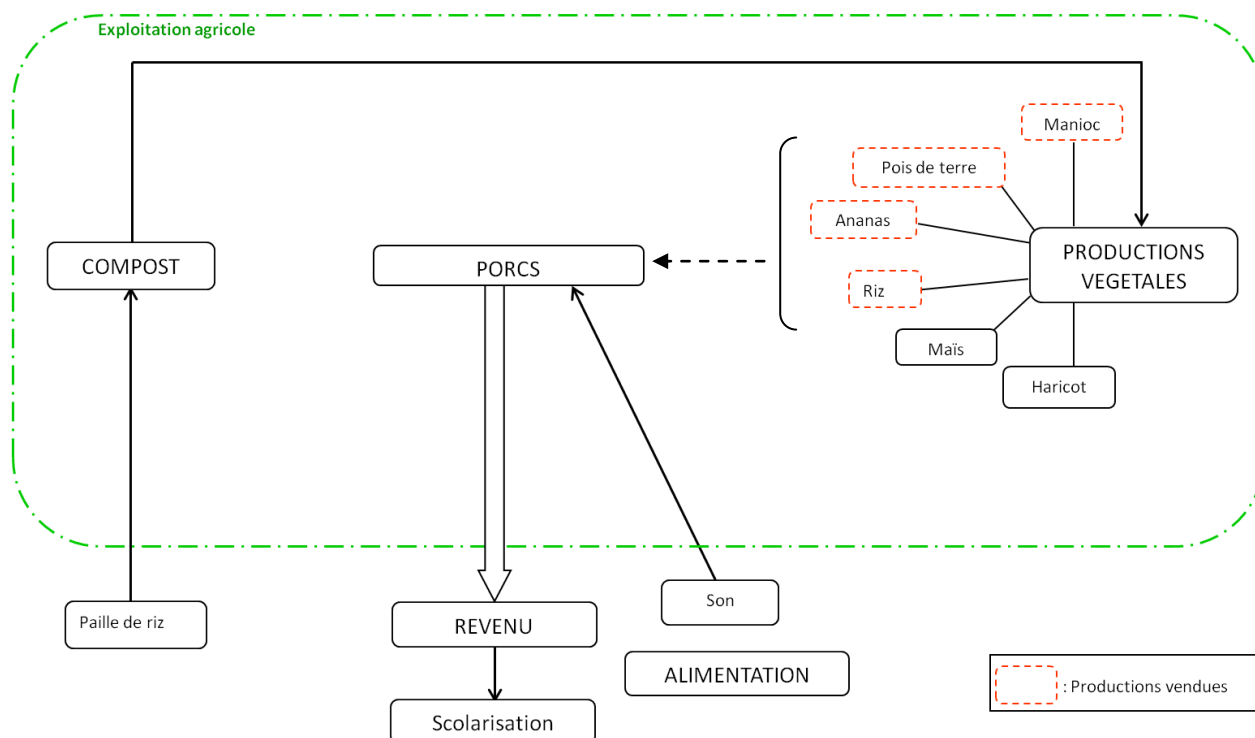 Exploitation agricole
Manioc
Pois de terre
Ananas
COMPOST
PORCS
PRODUCTIONS
VEGETALES
Riz
Maïs
Haricot
Paille de riz
REVENU
Son
ALIMENTATION
: Productions vendues
Scolarisation